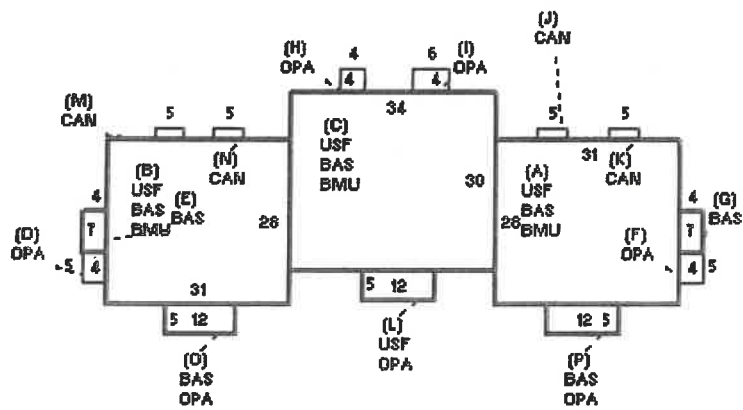 (J)
CAN
(H)
OPA
4
4
6
4
(I)
OPA
(M)
CAN
5
5
34
5
5
(C)
USF
BAS
BMU
30
31
(N)
CAN
(K)
CAN
(B)
USF
BAS
BMU
(E)
BAS
28
(A)
USF
BAS
BMU
28
4
7
(D)
OPA
5
4
4
7
(G)
BAS
(F)
OPA
4
5
31
5 12
5 12
12 5
(O)
BAS
OPA
(L)
USF
OPA
(P)
BAS
OPA